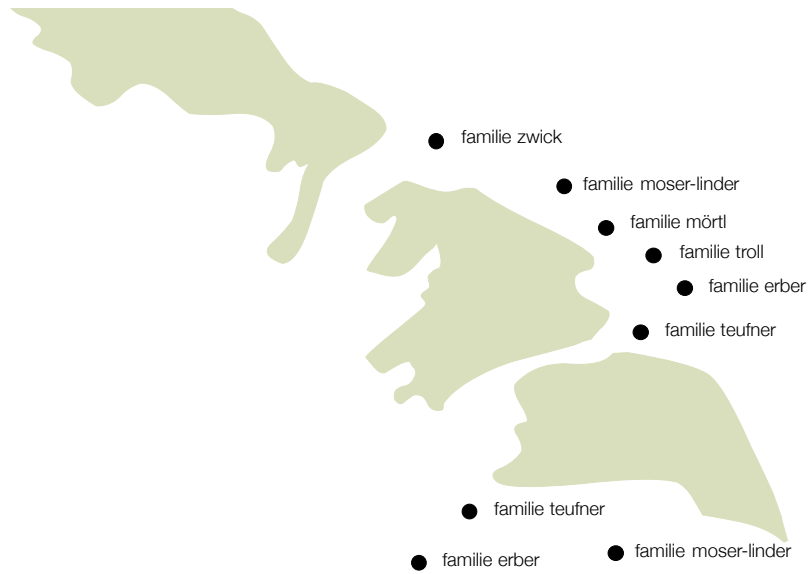 familie zwick
familie moser-linder
familie mörtl
familie troll
familie erber
familie teufner
familie teufner
familie moser-linder
familie erber